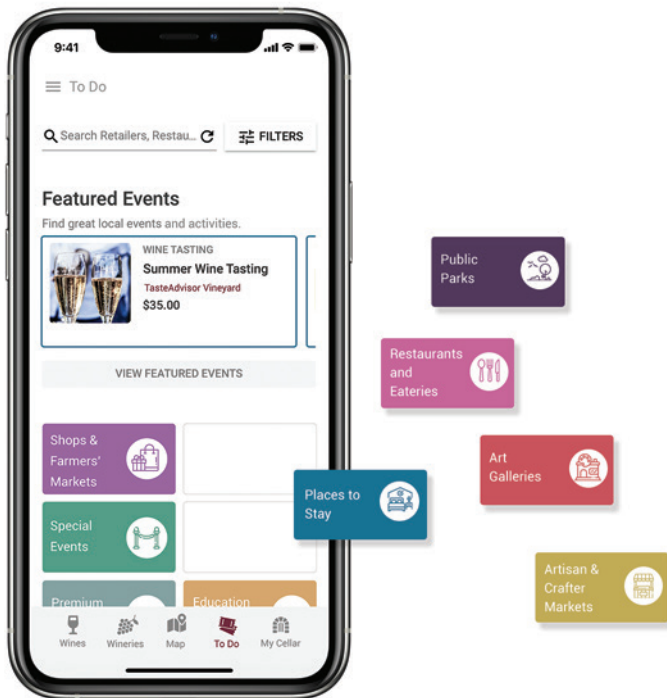 9:41
To Do
Search Retailers, Restau...
FILTERS
Featured Events
Find great local events and activities.
WINE TASTING
Summer Wine Tasting
TasteAdvisor Vineyard
$35.00
VIEW FEATURED EVENTS
Shops &
Farmers'
Markets
Special
Events
Premium
Education
Wines
Wineries
Map
To Do
My Cellar
Public
Parks
Restaurants
and
Eateries
Art
Galleries
Places to
Stay
Artisan &
Crafter
Markets